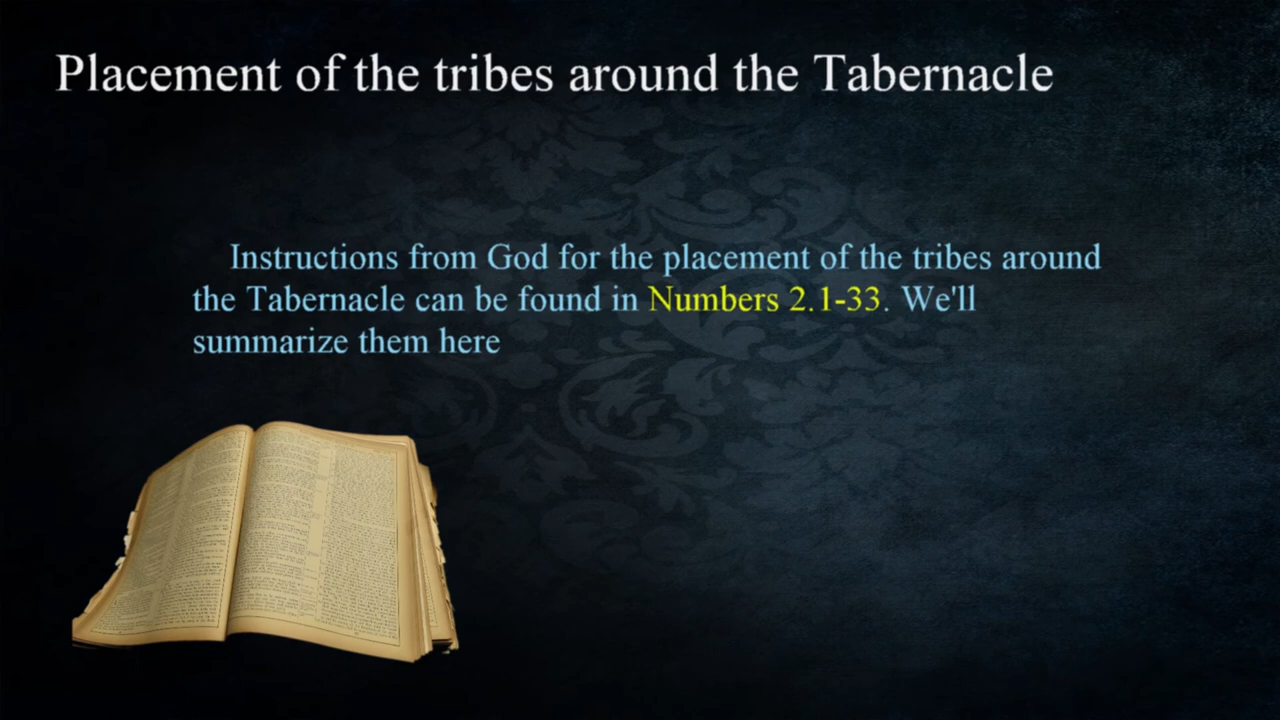 Placement of the tribes around the Tabernacle
Instructions from God for the placement of the tribes around
the Tabernacle can be found in Numbers 2.1-33. We'll
summarize them here